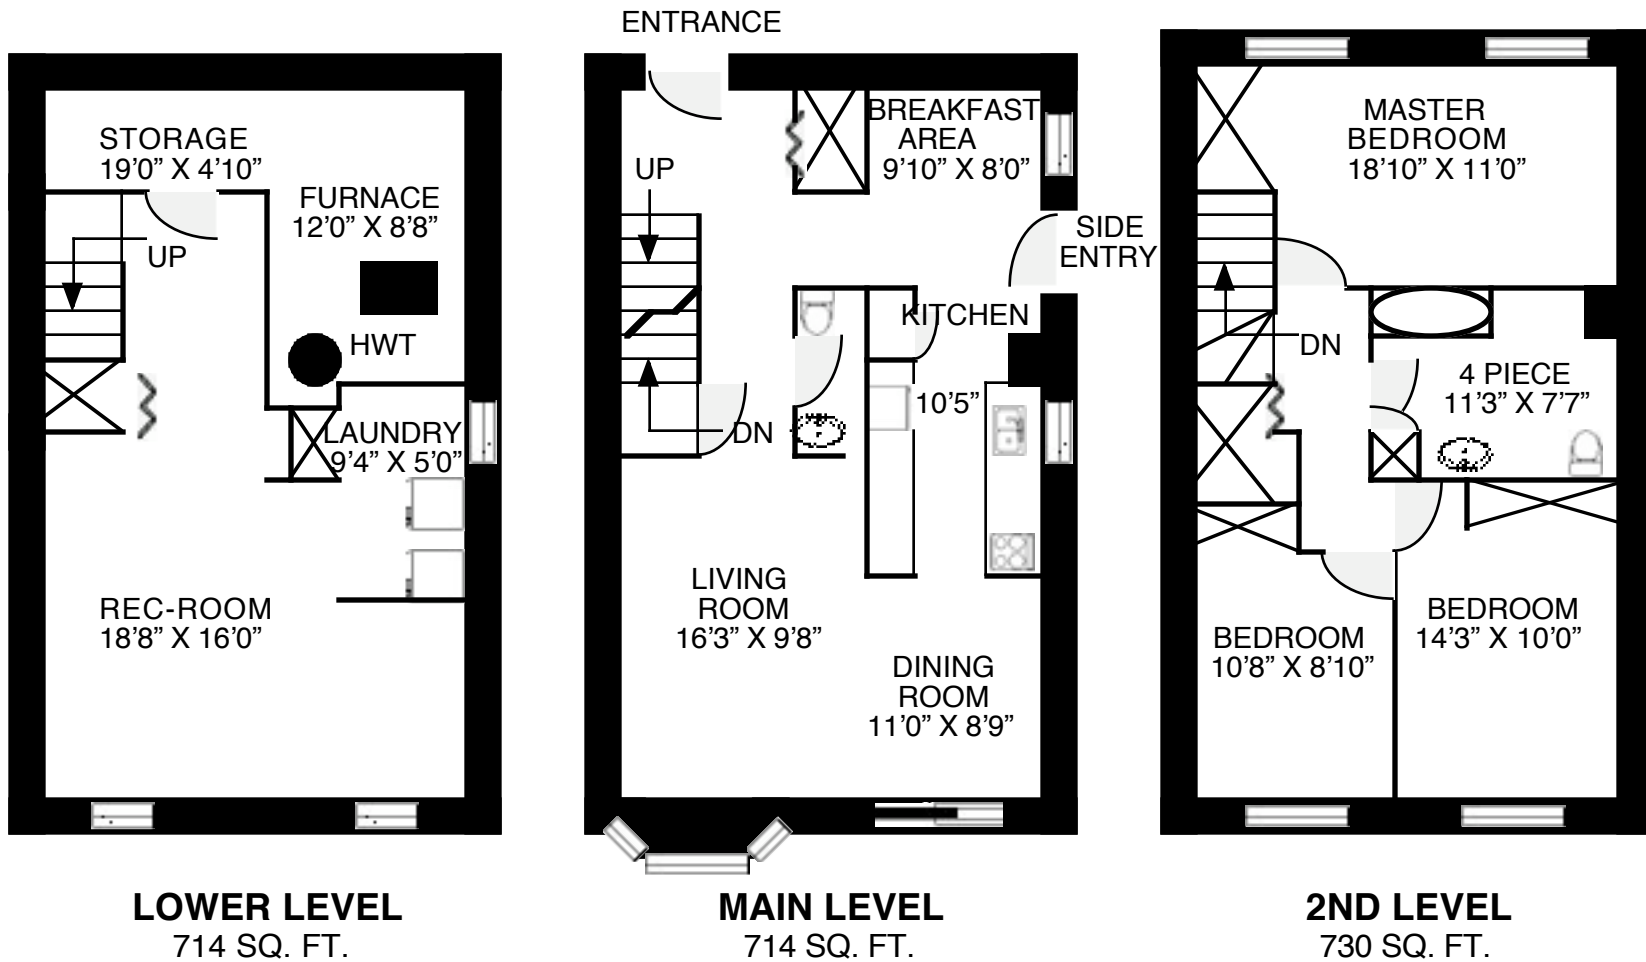 STORAGE
19'0” X 4'10”
FURNACE
12'0” X 8'8”
UP
HWT
LAUNDRY
9'4” X 5'0”
REC-ROOM
18'8” X 16'0”
LOWER LEVEL
714 SQ. FT.
ENTRANCE
BREAKFAST
AREA
9'10” X 8'0”
UP
SIDE
ENTRY
KITCHEN
10'5”
DN
LIVING
ROOM
16'3” X 9'8”
DINING
ROOM
11'0” X 8'9”
MAIN LEVEL
714 SQ. FT.
MASTER
BEDROOM
18'10” X 11'0”
DN
4 PIECE
11'3” X 7'7”
BEDROOM
14'3” X 10'0”
BEDROOM
10'8” X 8'10”
2ND LEVEL
730 SQ. FT.